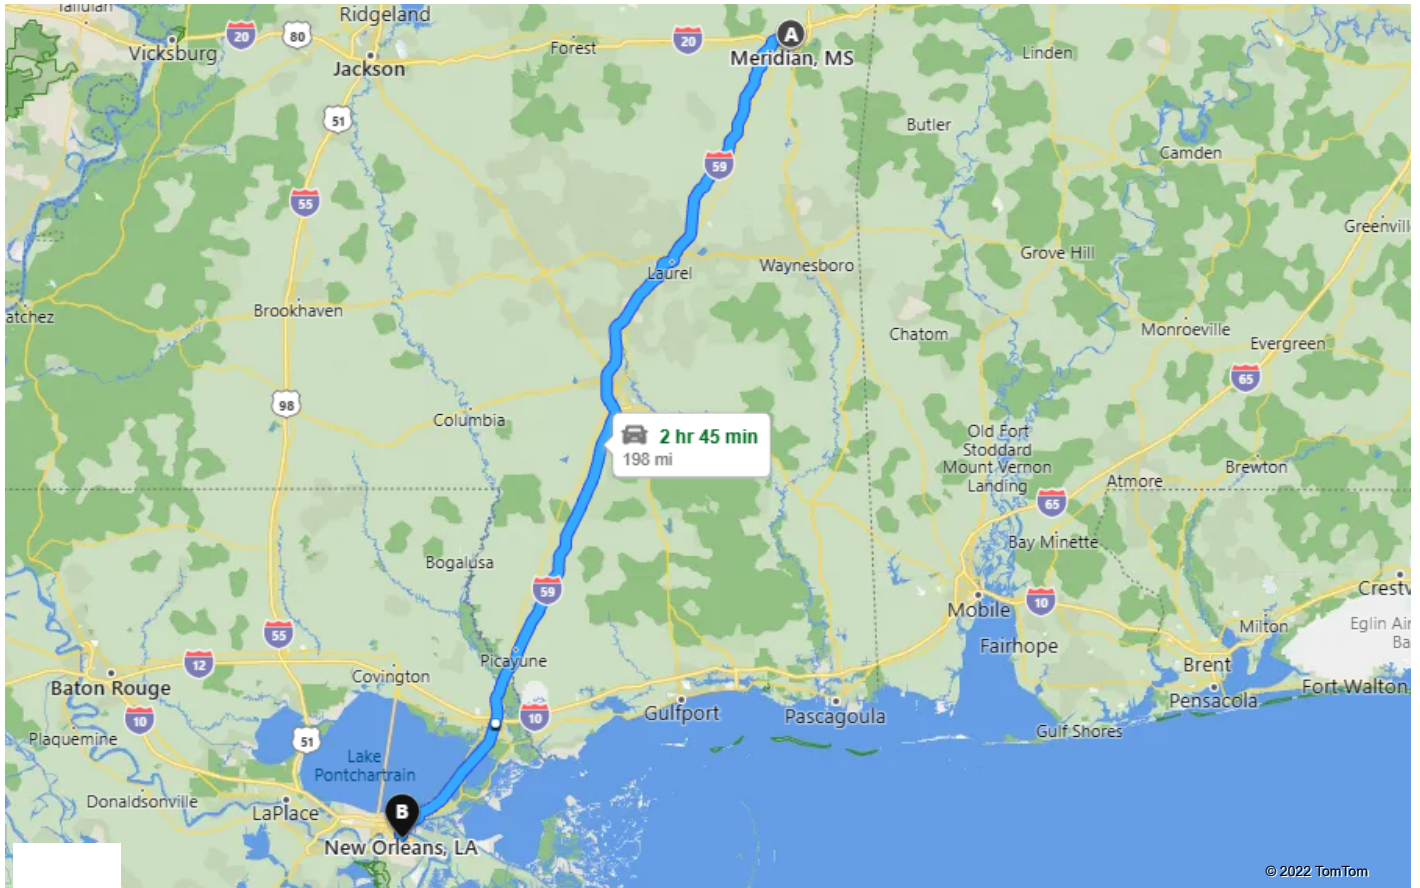 Tallulah
Ridgeland
Vicksburg
20
80
Jackson
Forest
20
A
Meridian, MS
Linden
51
Butler
Camden
59
55
Greenvill
Grove Hill
Laurel
Waynesboro
atchez
Brookhaven
Chatom
Monroeville
Evergreen
65
98
Columbia
2 hr 45 min
198 mi
Old Fort
Stoddard
Mount Vernon
Landing
Brewton
Atmore
65
Bay Minette
Bogalusa
59
Crestv
Mobile
10
55
Milton
Eglin Air
Ba
12
Picayune
Fairhope
Covington
Brent
Baton Rouge
Fort Walton
Pensacola
10
10
Gulfport
Pascagoula
Plaquemine
51
Gulf Shores
Lake
Pontchartrain
Donaldsonville
LaPlace
B
New Orleans, LA
© 2022 TomTom